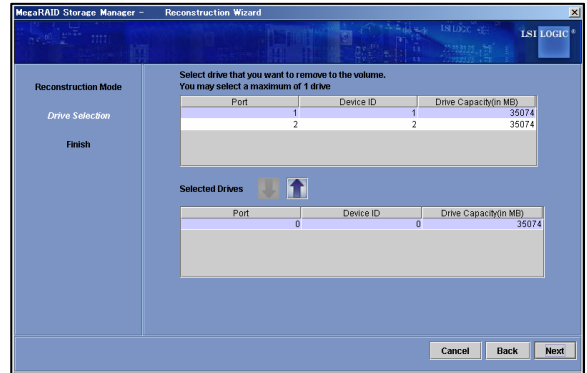 MegaRAID Storage Manager - Reconstruction Wizard
LSI LOGIC ®
Reconstruction Mode
Drive Selection
Finish
Select drive that you want to remove to the volume.
You may select a maximum of 1 drive
Port Device ID Drive Capacity(in MB)
1 1 35074
2 2 35074
Selected Drives
Port Device ID Drive Capacity(in MB)
0 0 35074
Cancel Back Next